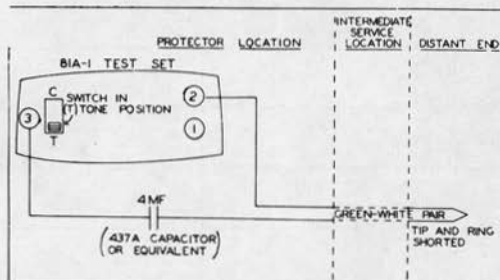 INTERMEDIATE
SERVICE
LOCATION
PROTECTOR LOCATION
DISTANT END
81A-1 TEST SET
C
SWITCH IN
(T) TONE POSITION
T
3
2
1
4 MF
(437A CAPACITOR
OR EQUIVALENT)
GREEN-WHITE PAIR
TIP AND RING
SHORTED